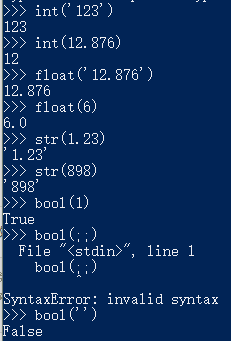 >>> int('123')
123
>>> int(12.876)
12
>>> float('12.876')
12.876
>>> float(6)
6.0
>>> str(1.23)
'1.23'
>>> str(898)
'898'
>>> bool(1)
True
>>> bool(;;)
  File "<stdin>", line 1
    bool(;;)
         ^
SyntaxError: invalid syntax
>>> bool('')
False